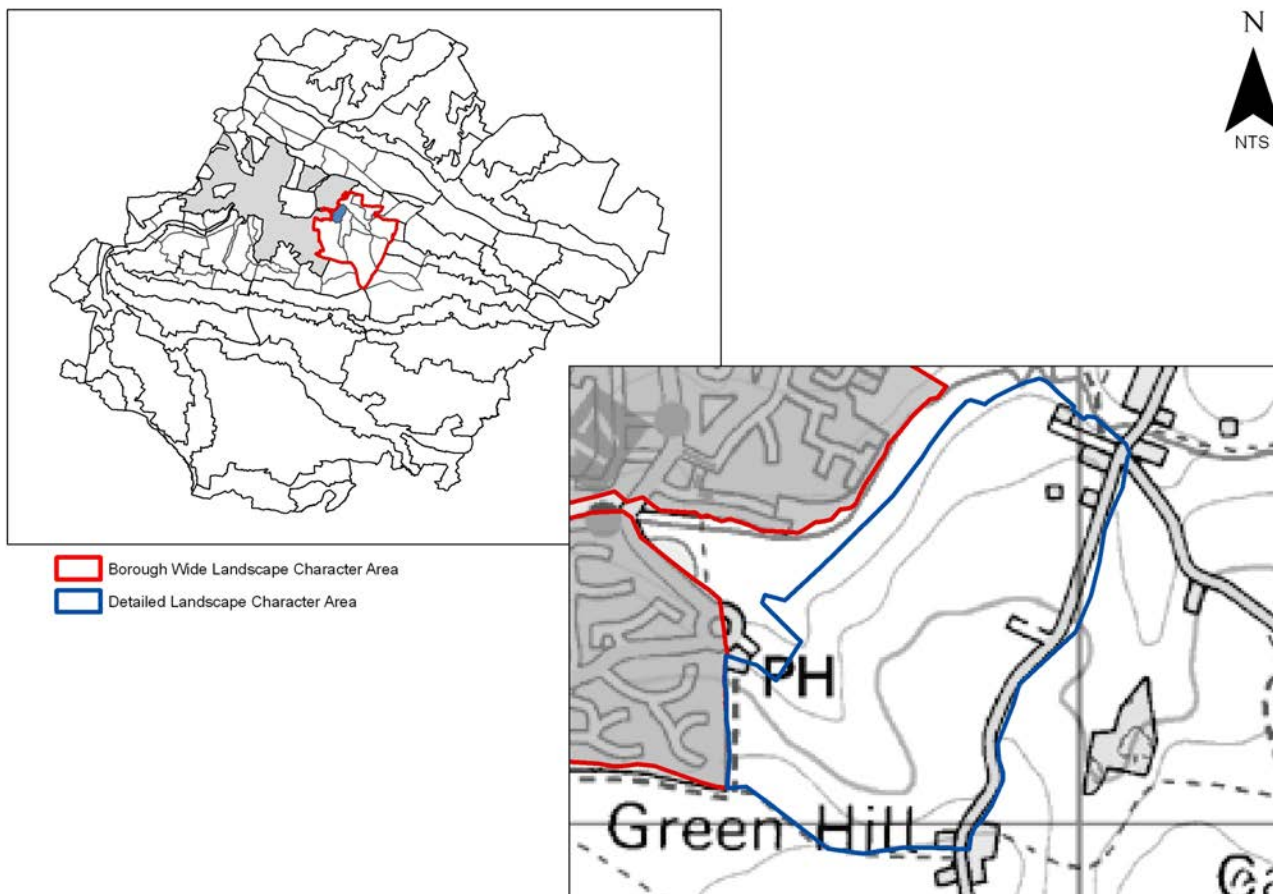 N
NTS
Borough Wide Landscape Character Area
Detailed Landscape Character Area
PH
Green Hill